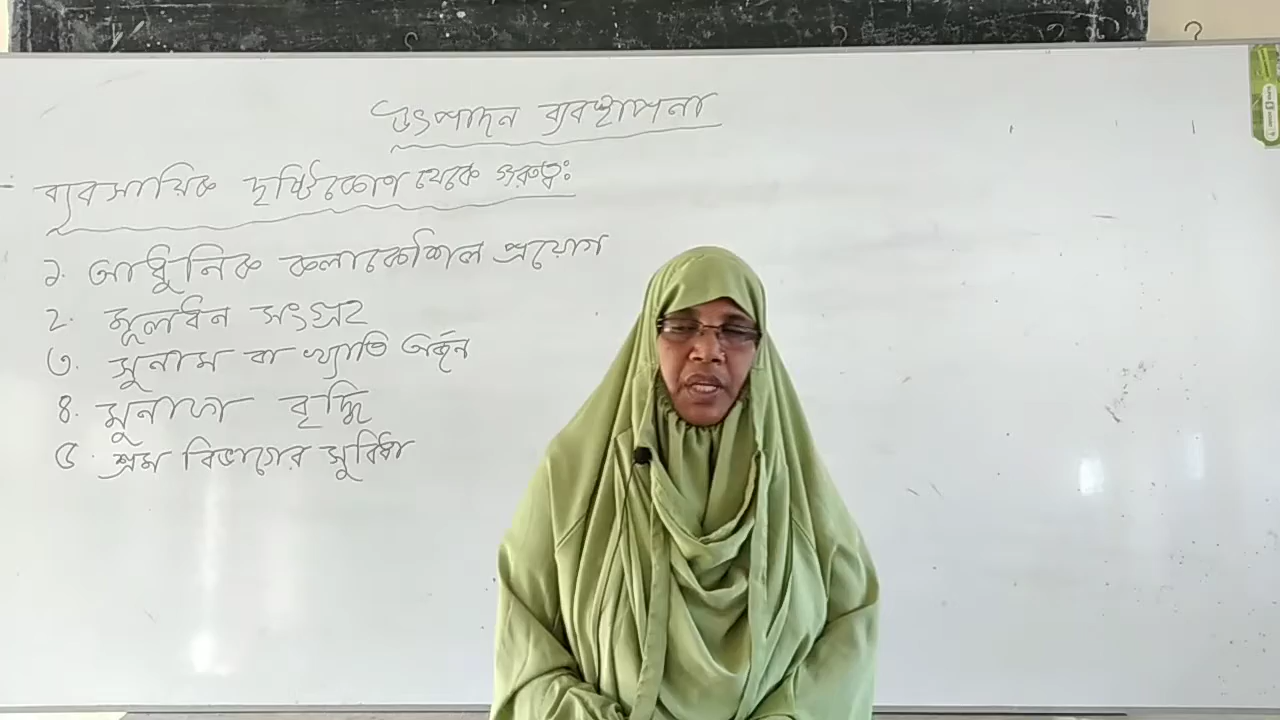 উৎপাদন ব্যবস্থাপনা
ব্যবসায়িক দৃষ্টিকোণ থেকে গুরুত্বঃ
১. আধুনিক কলাকৌশল প্রয়োগ
২. মূলধন সংগ্রহ
৩. সুনাম বা খ্যাতি অর্জন
৪. মুনাফা বৃদ্ধি
৫. শ্রম বিভাগের সুবিধা